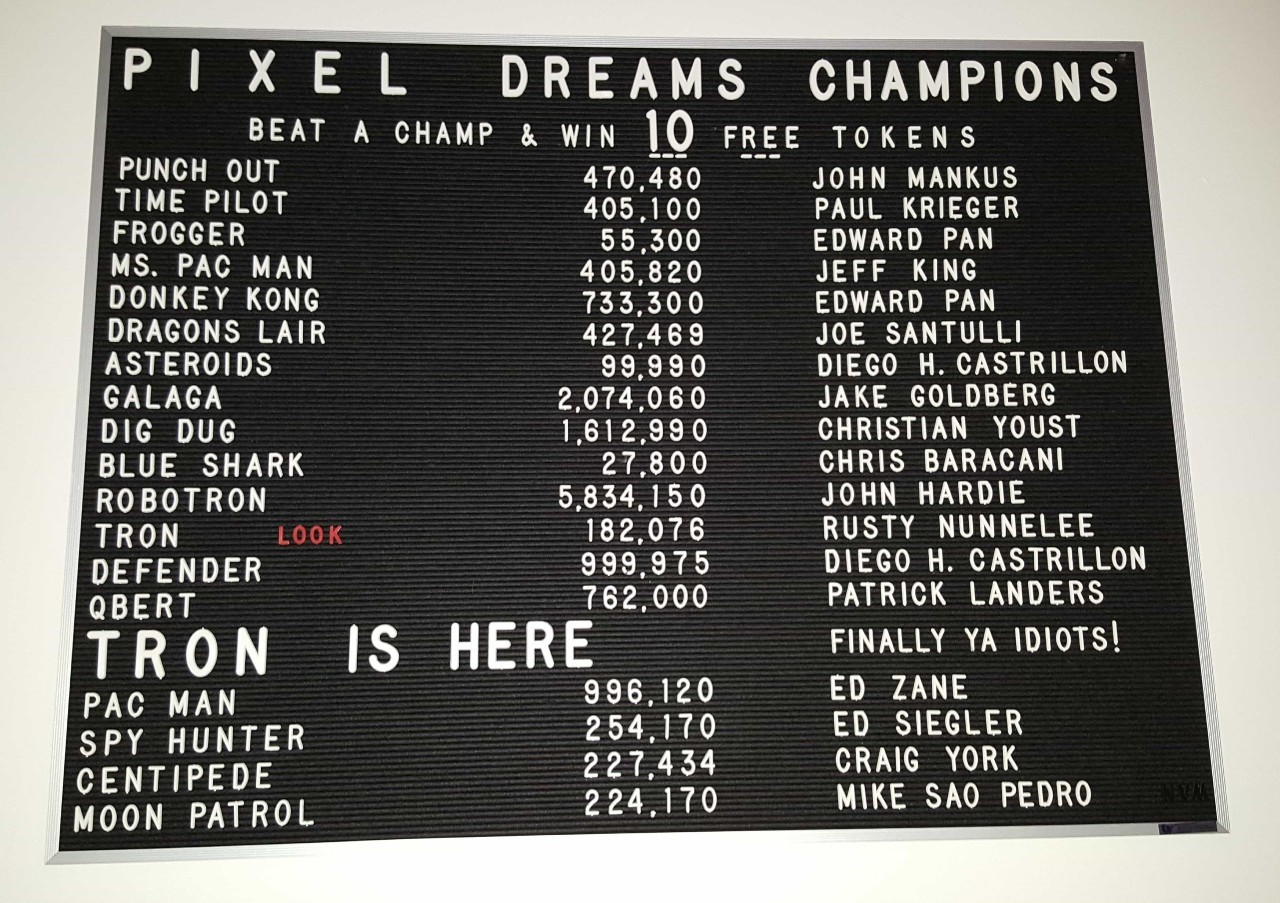 PIXEL DREAMS CHAMPIONS
BEAT A CHAMP & WIN 10 FREE TOKENS
PUNCH OUT 470,480 JOHN MANKUS
TIME PILOT 405,100 PAUL KRIEGER
FROGGER 55,300 EDWARD PAN
MS. PAC MAN 405,820 JEFF KING
DONKEY KONG 733,300 EDWARD PAN
DRAGONS LAIR 427,469 JOE SANTULLI
ASTEROIDS 99,990 DIEGO H. CASTRILLON
GALAGA 2,074,060 JAKE GOLDBERG
DIG DUG 1,612,990 CHRISTIAN YOUST
BLUE SHARK 27,800 CHRIS BARACANI
ROBOTRON 5,834,150 JOHN HARDIE
TRON LOOK 182,076 RUSTY NUNNELEE
DEFENDER 999,975 DIEGO H. CASTRILLON
QBERT 762,000 PATRICK LANDERS
TRON IS HERE FINALLY YA IDIOTS!
PAC MAN 996,120 ED ZANE
SPY HUNTER 254,170 ED SIEGLER
CENTIPEDE 227,434 CRAIG YORK
MOON PATROL 224,170 MIKE SAO PEDRO